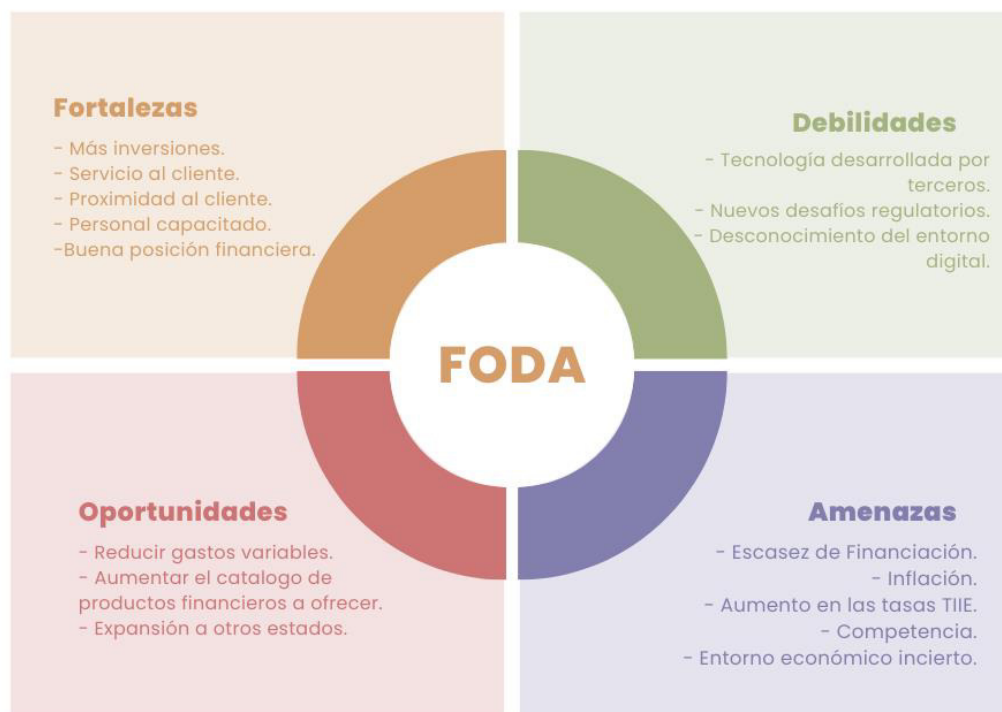 Fortalezas
- Más inversiones.
- Servicio al cliente.
- Proximidad al cliente.
- Personal capacitado.
-Buena posición financiera.
Debilidades
- Tecnología desarrollada por
terceros.
- Nuevos desafíos regulatorios.
- Desconocimiento del entorno
digital.
FODA
Oportunidades
- Reducir gastos variables.
- Aumentar el catalogo de
productos financieros a ofrecer.
- Expansión a otros estados.
Amenazas
- Escasez de Financiación.
- Inflación.
- Aumento en las tasas TIIE.
- Competencia.
- Entorno económico incierto.